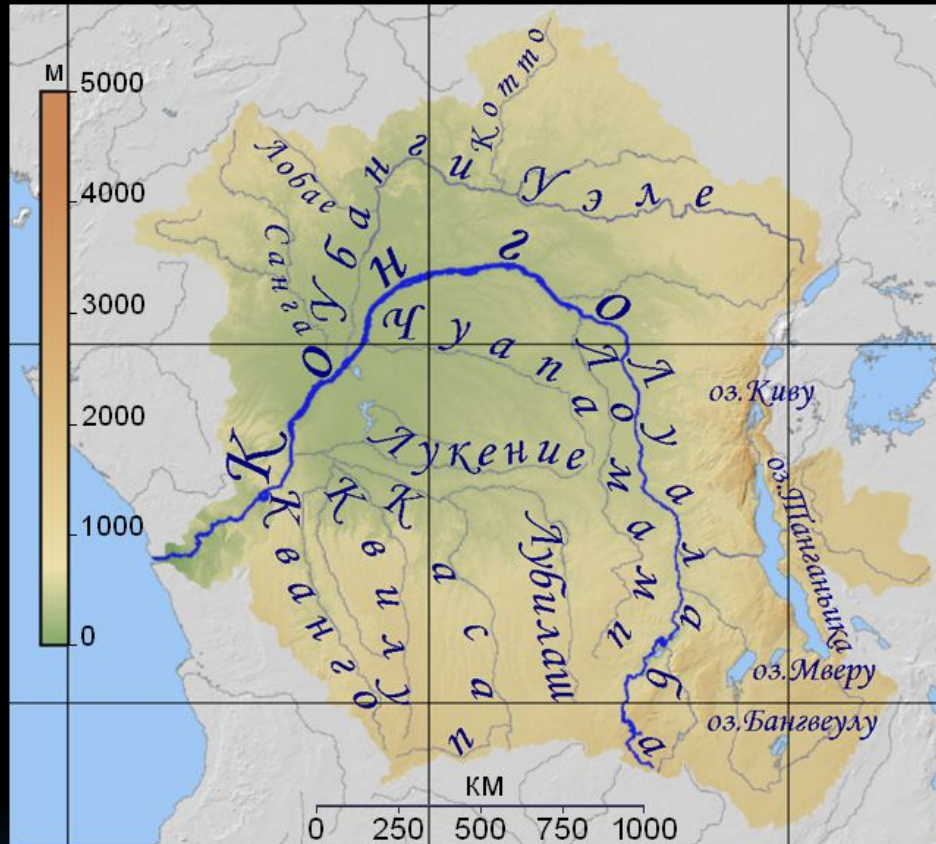 М
5000
4000
3000
2000
1000
0
Котто
Лобае
Убанги
Уэле
Санга
Конго
Чуапа
Ломами
Луалаба
оз.Киву
Лукение
оз.Танганьика
Кванго
Квилу
Касаи
Лубилаш
оз.Мверу
оз.Бангвеулу
КМ
0 250 500 750 1000